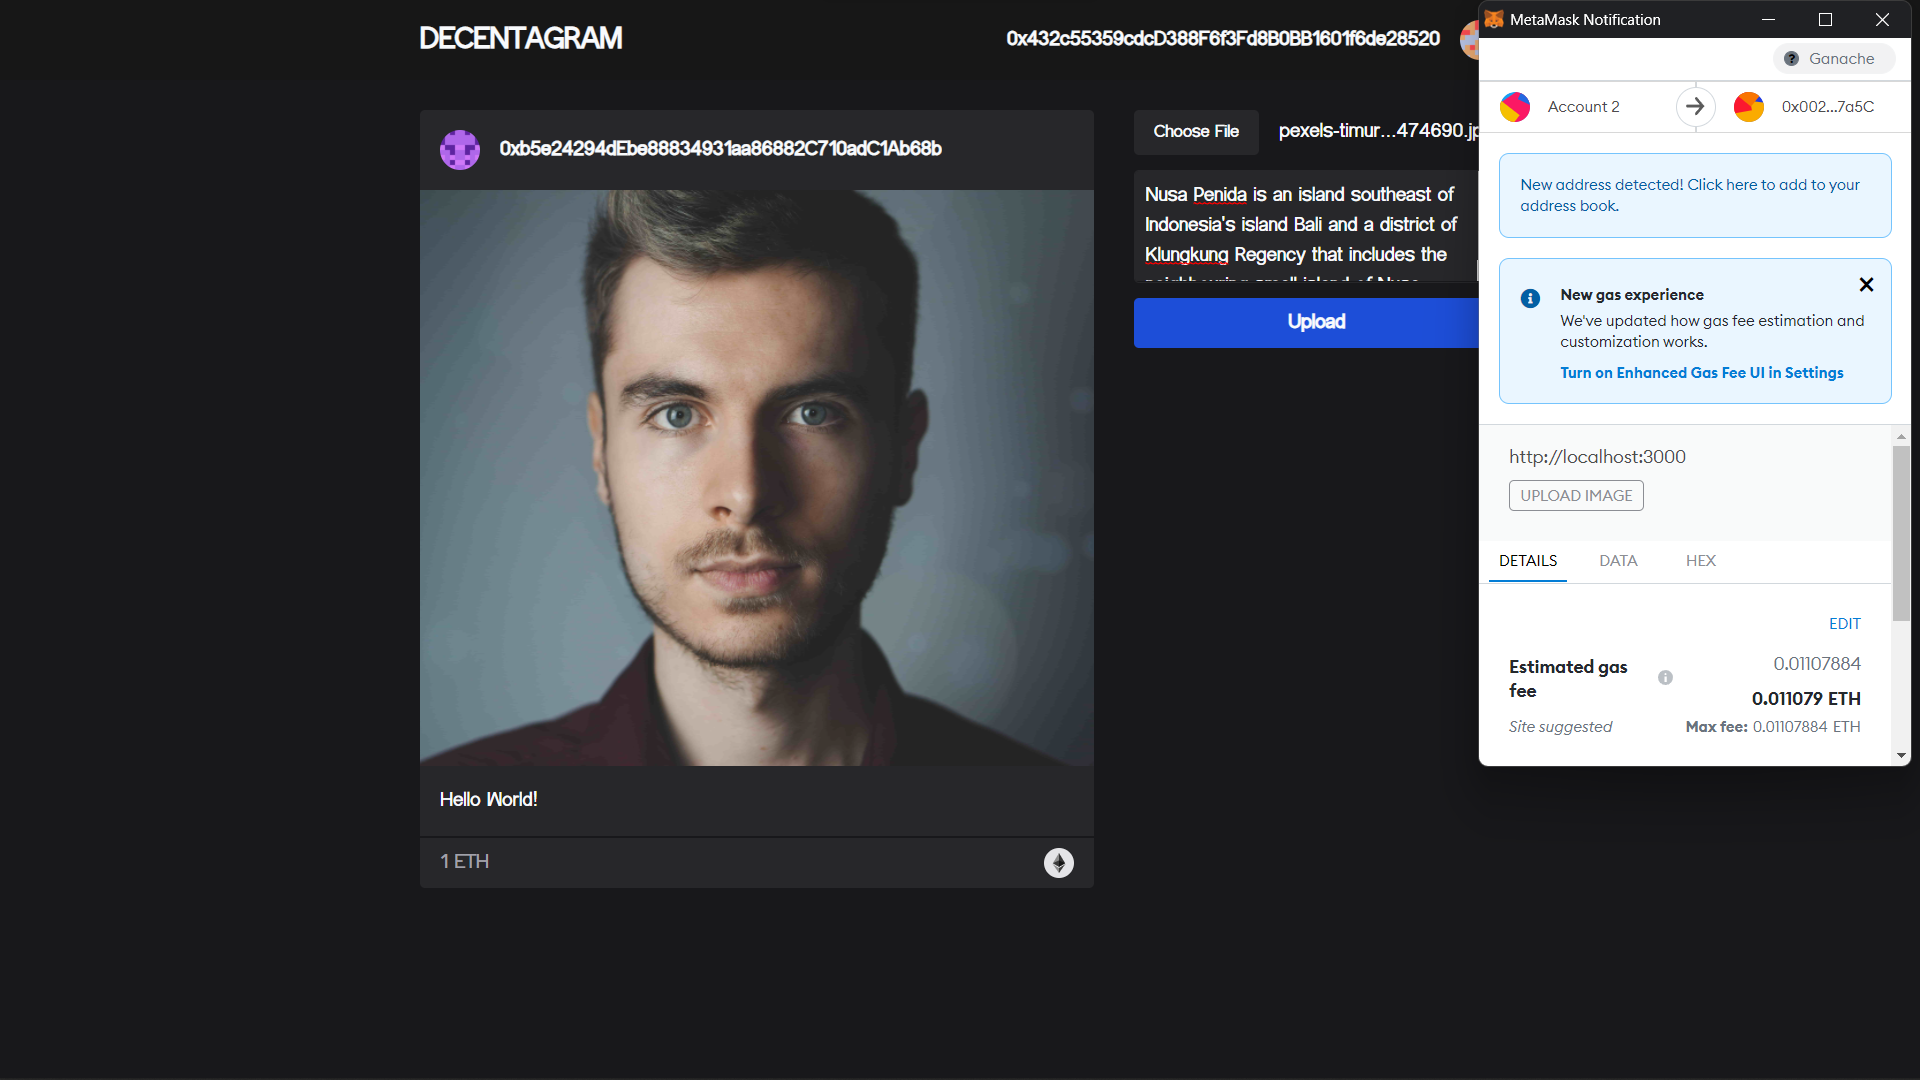 DECENTAGRAM
0x432c55359cdcD388F6f3Fd8B0BB1601f6de28520
0xb5e24294dEbe88834931aa86882C710adC1Ab68b
Hello World!
1 ETH
Choose File
pexels-timur...474690.jp
Nusa Penida is an island southeast of
Indonesia's island Bali and a district of
Klungkung Regency that includes the
neighbouring small island of Nusa
Upload
MetaMask Notification
Ganache
Account 2
0x002...7a5C
New address detected! Click here to add to your
address book.
New gas experience
We've updated how gas fee estimation and
customization works.
Turn on Enhanced Gas Fee UI in Settings
http://localhost:3000
UPLOAD IMAGE
DETAILS DATA HEX
EDIT
Estimated gas
fee
0.01107884
0.011079 ETH
Site suggested
Max fee: 0.01107884 ETH